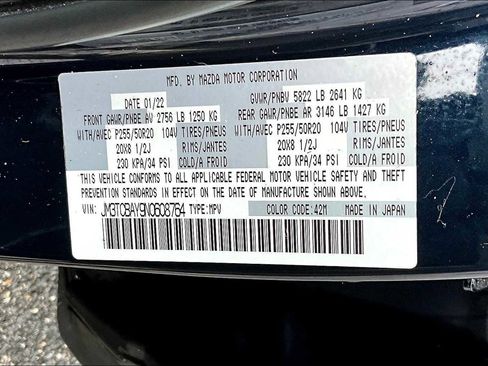 MFD. BY MAZDA MOTOR CORPORATION
DATE 01/22 GVWR/PNBV 5822 LB 2641 KG
FRONT GAWR/PNBE AV 2756 LB 1250 KG REAR GAWR/PNBE AR 3146 LB 1427 KG
WITH/AVEC P255/50R20 104V TIRES/PNEUS WITH/AVEC P255/50R20 104V TIRES/PNEUS
20X8 1/2J RIMS/JANTES 20X8 1/2J RIMS/JANTES
230 KPA/34 PSI COLD/A FROID 230 KPA/34 PSI COLD/A FROID
THIS VEHICLE CONFORMS TO ALL APPLICABLE FEDERAL MOTOR VEHICLE SAFETY AND THEFT
PREVENTION STANDARDS IN EFFECT ON THE DATE OF MANUFACTURE SHOWN ABOVE.
VIN: JM3TCBAY9N0608764 TYPE:MPV COLOR CODE:42M MADE IN JAPAN